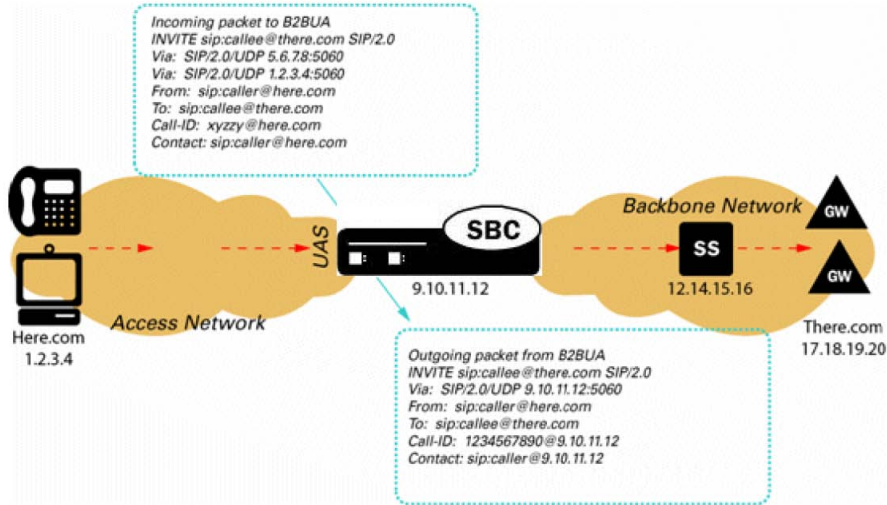 Incoming packet to B2BUA
INVITE sip:callee@there.com SIP/2.0
Via: SIP/2.0/UDP 5.6.7.8:5060
Via: SIP/2.0/UDP 1.2.3.4:5060
From: sip:caller@here.com
To: sip:callee@there.com
Call-ID: xyzzy@here.com
Contact: sip:caller@here.com
Here.com
1.2.3.4
Access Network
UAS
SBC
9.10.11.12
Backbone Network
SS
12.14.15.16
GW
GW
There.com
17.18.19.20
Outgoing packet from B2BUA
INVITE sip:callee@there.com SIP/2.0
Via: SIP/2.0/UDP 9.10.11.12:5060
From: sip:caller@here.com
To: sip:callee@there.com
Call-ID: 1234567890@9.10.11.12
Contact: sip:caller@9.10.11.12